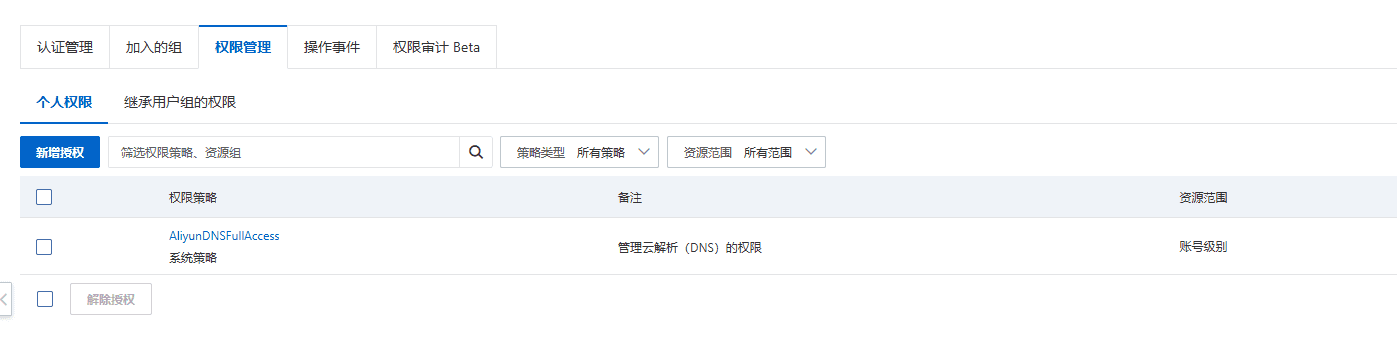 认证管理 加入的组 权限管理 操作事件 权限审计 Beta
个人权限 继承用户组的权限
新增授权 筛选权限策略、资源组 策略类型 所有策略 资源范围 所有范围
权限策略 备注 资源范围
AliyunDNSFullAccess
系统策略 管理云解析（DNS）的权限 账号级别
解除授权